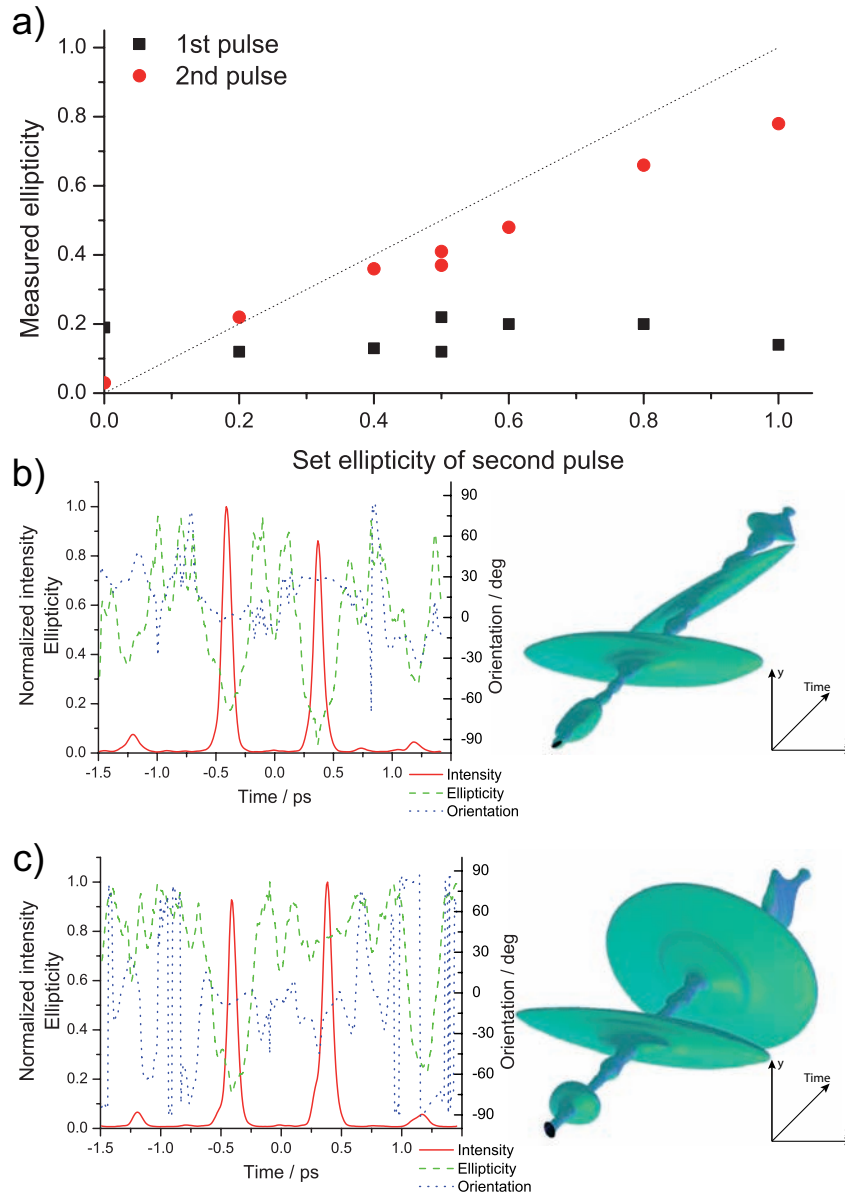 a)
1st pulse
2nd pulse
Measured ellipticity
1.0
0.8
0.6
0.4
0.2
0.0
0.0 0.2 0.4 0.6 0.8 1.0
Set ellipticity of second pulse
b)
Normalized intensity
Ellipticity
1.0
0.8
0.6
0.4
0.2
0.0
-1.5 -1.0 -0.5 0.0 0.5 1.0
Time / ps
90
60
30
0
-30
-60
-90
Orientation / deg
Intensity
Ellipticity
Orientation
y
Time
c)
Normalized intensity
Ellipticity
1.0
0.8
0.6
0.4
0.2
0.0
-1.5 -1.0 -0.5 0.0 0.5 1.0
Time / ps
90
60
30
0
-30
-60
-90
Orientation / deg
Intensity
Ellipticity
Orientation
y
Time